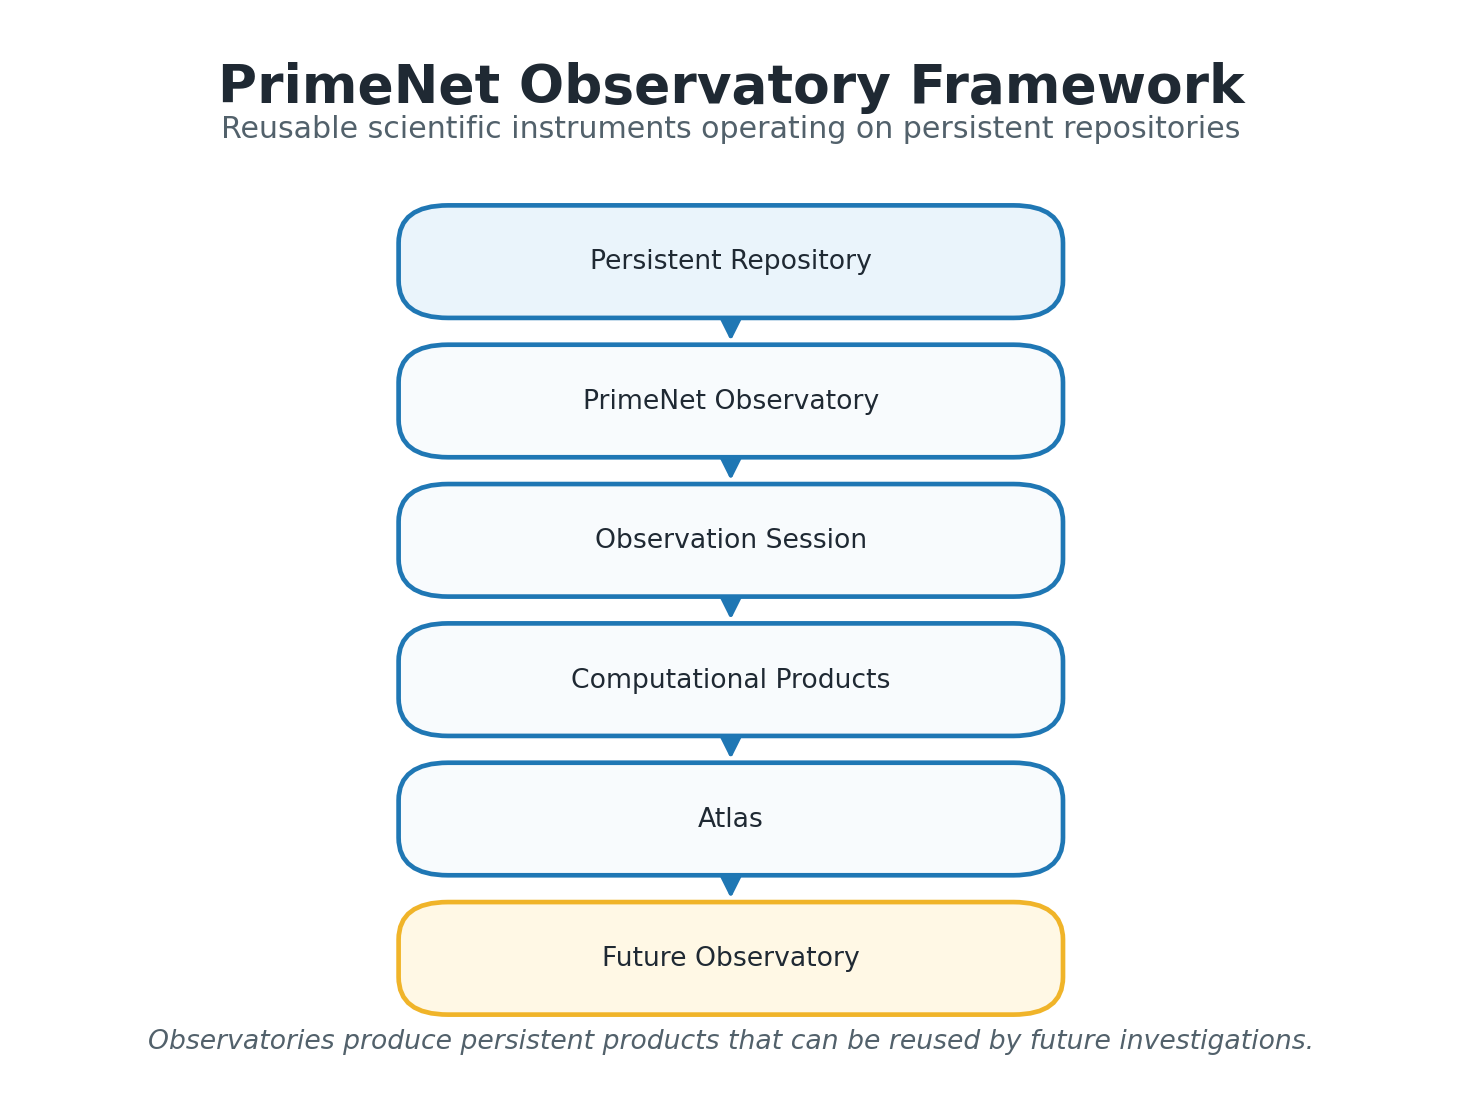 PrimeNet Observatory Framework
Reusable scientific instruments operating on persistent repositories
Persistent Repository
PrimeNet Observatory
Observation Session
Computational Products
Atlas
Future Observatory
Observatories produce persistent products that can be reused by future investigations.